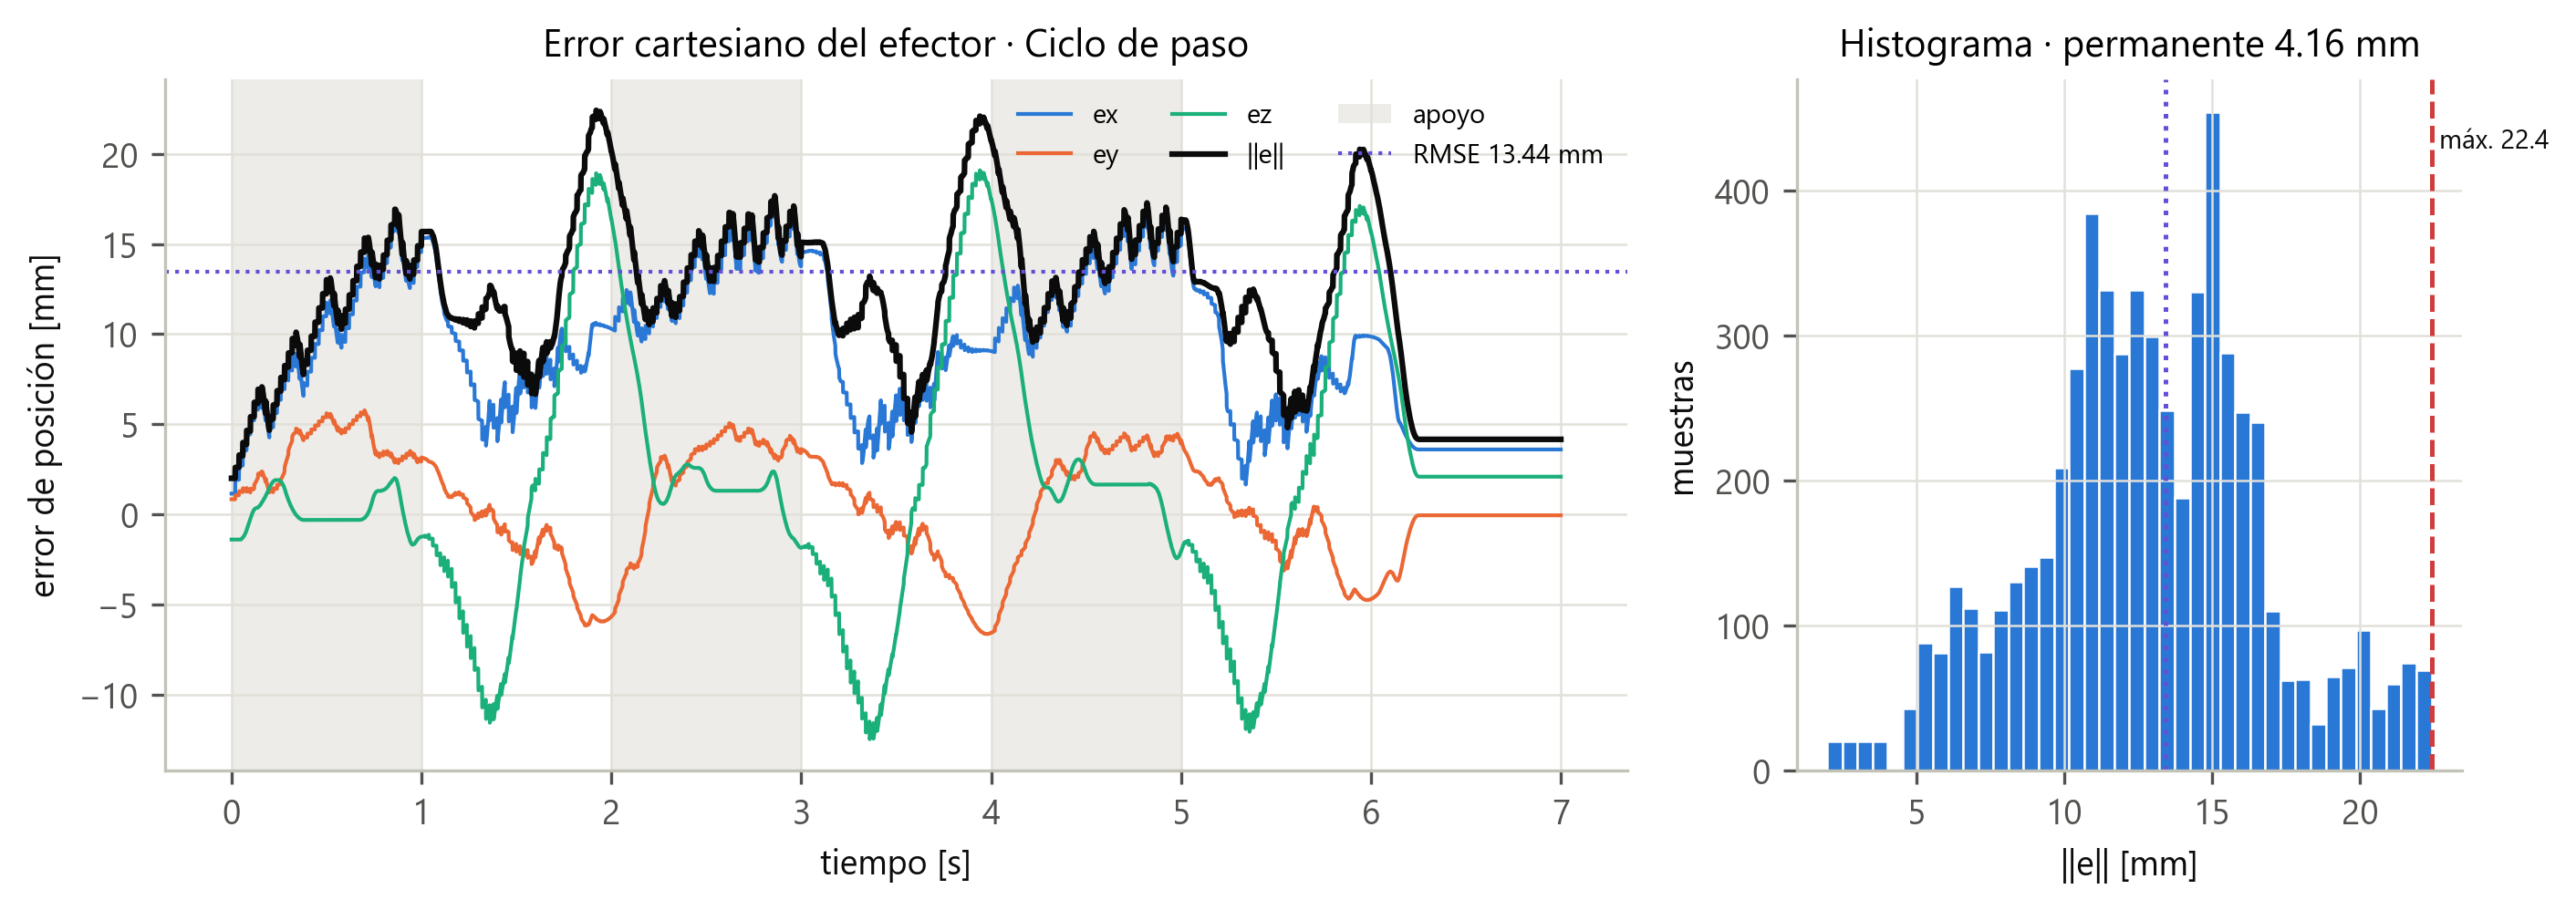 Error cartesiano del efector · Ciclo de paso
error de posición [mm]
20
15
10
5
0
−5
−10
ex
ey
ez
||e||
apoyo
RMSE 13.44 mm
0 1 2 3 4 5 6 7
tiempo [s]
Histograma · permanente 4.16 mm
muestras
400
300
200
100
0
máx. 22.4
5 10 15 20
||e|| [mm]